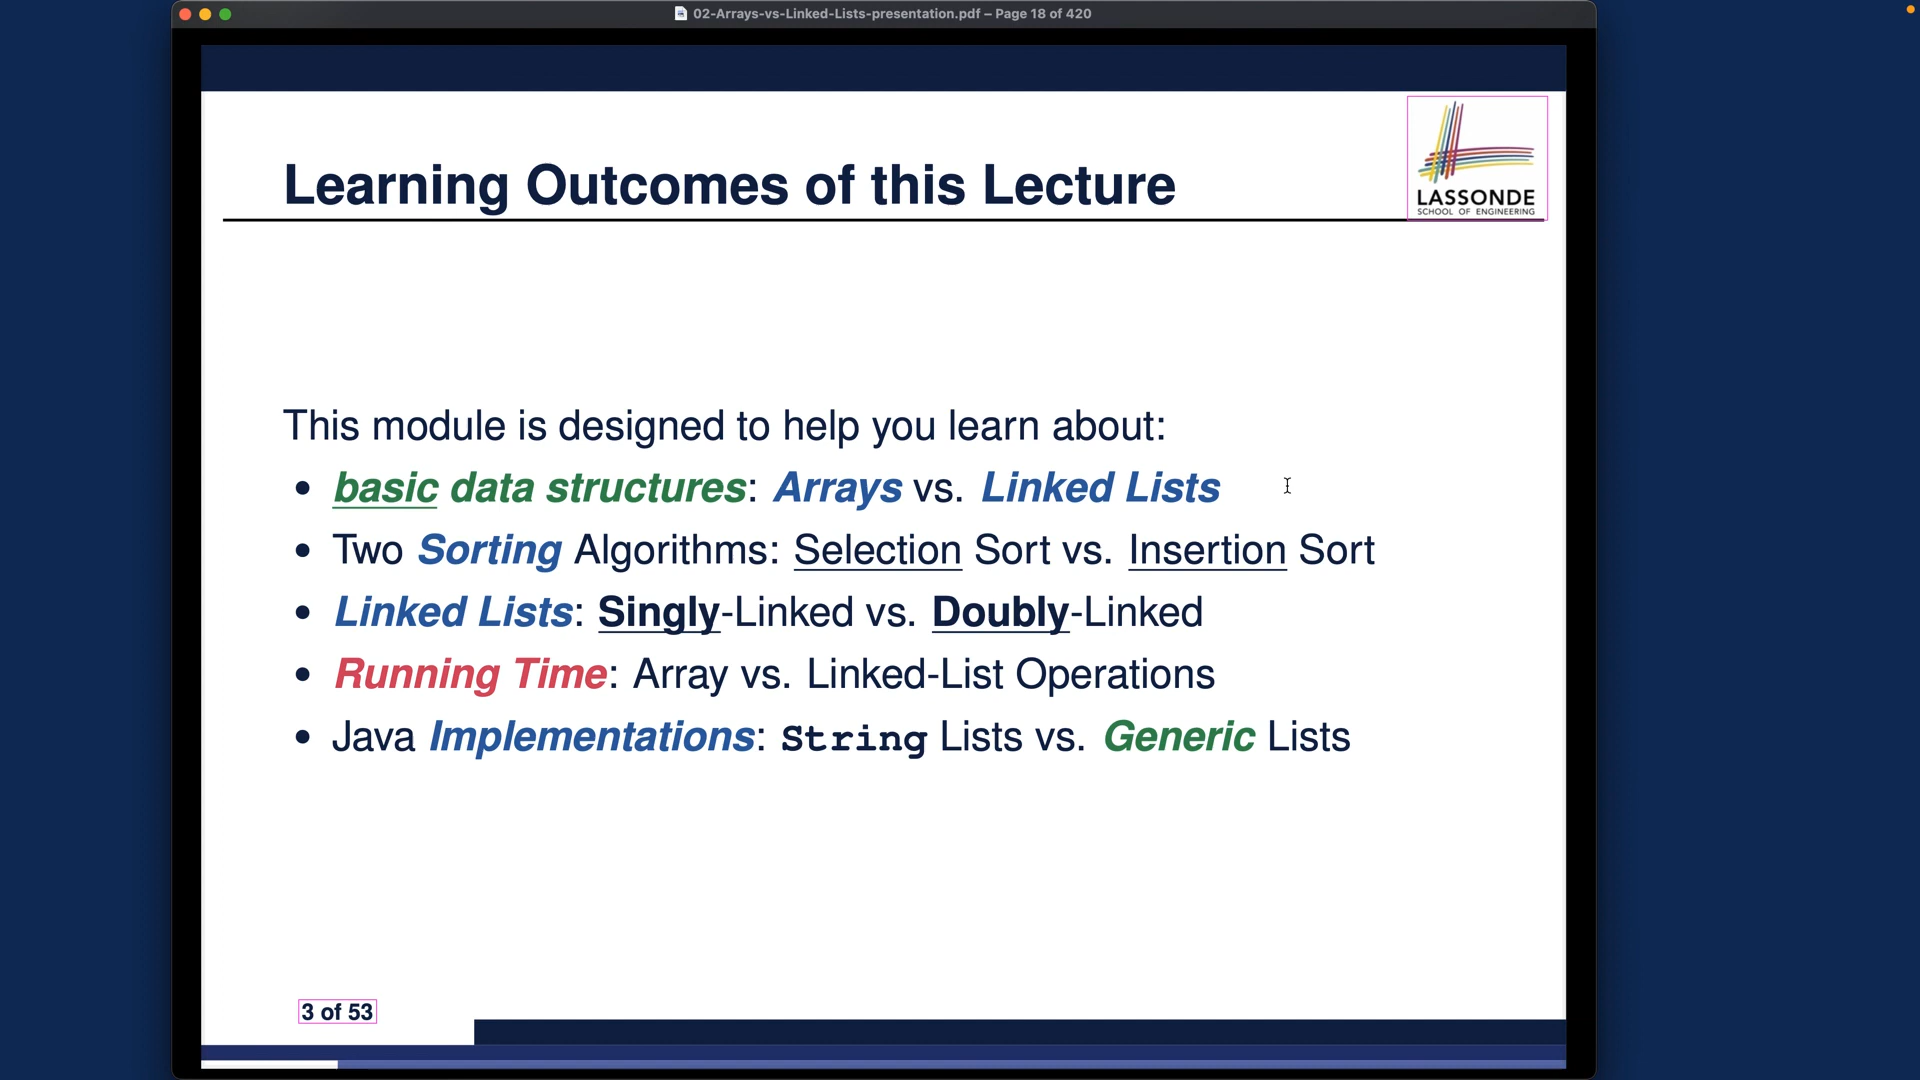 02-Arrays-vs-Linked-Lists-presentation.pdf – Page 18 of 420
LASSONDE
SCHOOL OF ENGINEERING
Learning Outcomes of this Lecture
This module is designed to help you learn about:
• basic data structures: Arrays vs. Linked Lists
• Two Sorting Algorithms: Selection Sort vs. Insertion Sort
• Linked Lists: Singly-Linked vs. Doubly-Linked
• Running Time: Array vs. Linked-List Operations
• Java Implementations: String Lists vs. Generic Lists
3 of 53